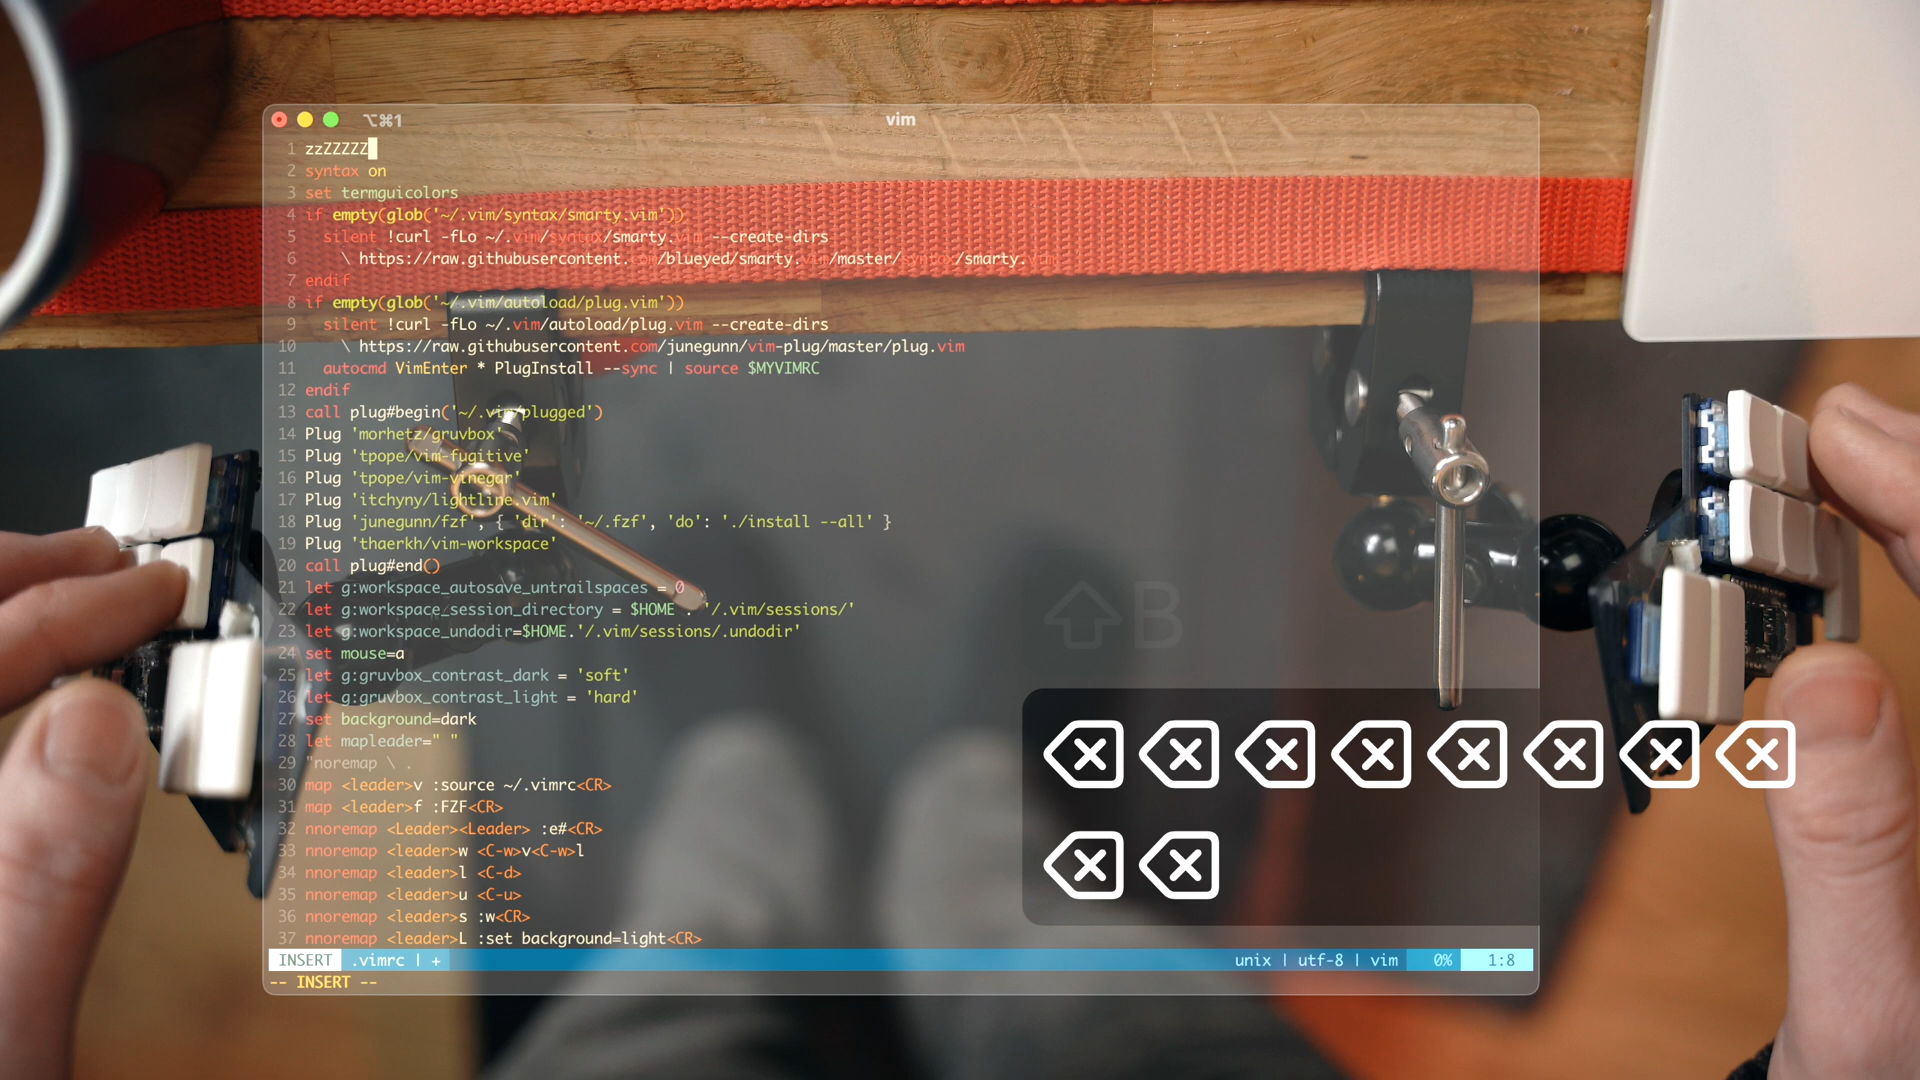 ⌥⌘1 vim
1 zzZZZZZ
2 syntax on
3 set termguicolors
4 if empty(glob('~/.vim/syntax/smarty.vim'))
5   silent !curl -fLo ~/.vim/syntax/smarty.vim --create-dirs
6     \ https://raw.githubusercontent.com/blueyed/smarty.vim/master/syntax/smarty.vim
7 endif
8 if empty(glob('~/.vim/autoload/plug.vim'))
9   silent !curl -fLo ~/.vim/autoload/plug.vim --create-dirs
10     \ https://raw.githubusercontent.com/junegunn/vim-plug/master/plug.vim
11   autocmd VimEnter * PlugInstall --sync | source $MYVIMRC
12 endif
13 call plug#begin('~/.vim/plugged')
14 Plug 'morhetz/gruvbox'
15 Plug 'tpope/vim-fugitive'
16 Plug 'tpope/vim-vinegar'
17 Plug 'itchyny/lightline.vim'
18 Plug 'junegunn/fzf', { 'dir': '~/.fzf', 'do': './install --all' }
19 Plug 'thaerkh/vim-workspace'
20 call plug#end()
21 let g:workspace_autosave_untrailspaces = 0
22 let g:workspace_session_directory = $HOME . '/.vim/sessions/'
23 let g:workspace_undodir=$HOME.'/.vim/sessions/.undodir'
24 set mouse=a
25 let g:gruvbox_contrast_dark = 'soft'
26 let g:gruvbox_contrast_light = 'hard'
27 set background=dark
28 let mapleader=" "
29 "noremap \ .
30 map <leader>v :source ~/.vimrc<CR>
31 map <leader>f :FZF<CR>
32 nnoremap <Leader><Leader> :e#<CR>
33 nnoremap <leader>w <C-w>v<C-w>l
34 nnoremap <leader>l <C-d>
35 nnoremap <leader>u <C-u>
36 nnoremap <leader>s :w<CR>
37 nnoremap <leader>L :set background=light<CR>
INSERT .vimrc | + unix | utf-8 | vim 0% 1:8
-- INSERT --
⇧B
⌫⌫⌫⌫⌫⌫⌫⌫
⌫⌫